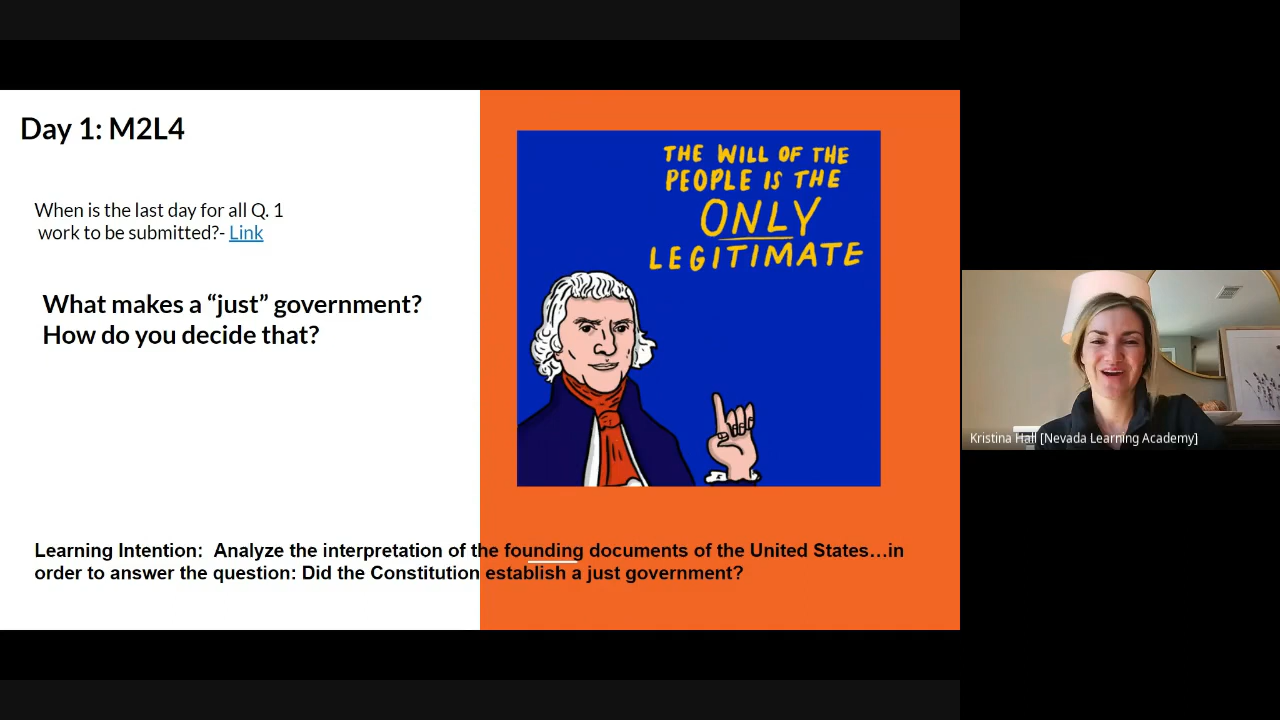 Day 1: M2L4
When is the last day for all Q. 1
work to be submitted?- Link
What makes a “just” government?
How do you decide that?
THE WILL OF THE
PEOPLE IS THE
ONLY
LEGITIMATE
Learning Intention:  Analyze the interpretation of the founding documents of the United States…in
order to answer the question: Did the Constitution establish a just government?
Kristina Hall [Nevada Learning Academy]